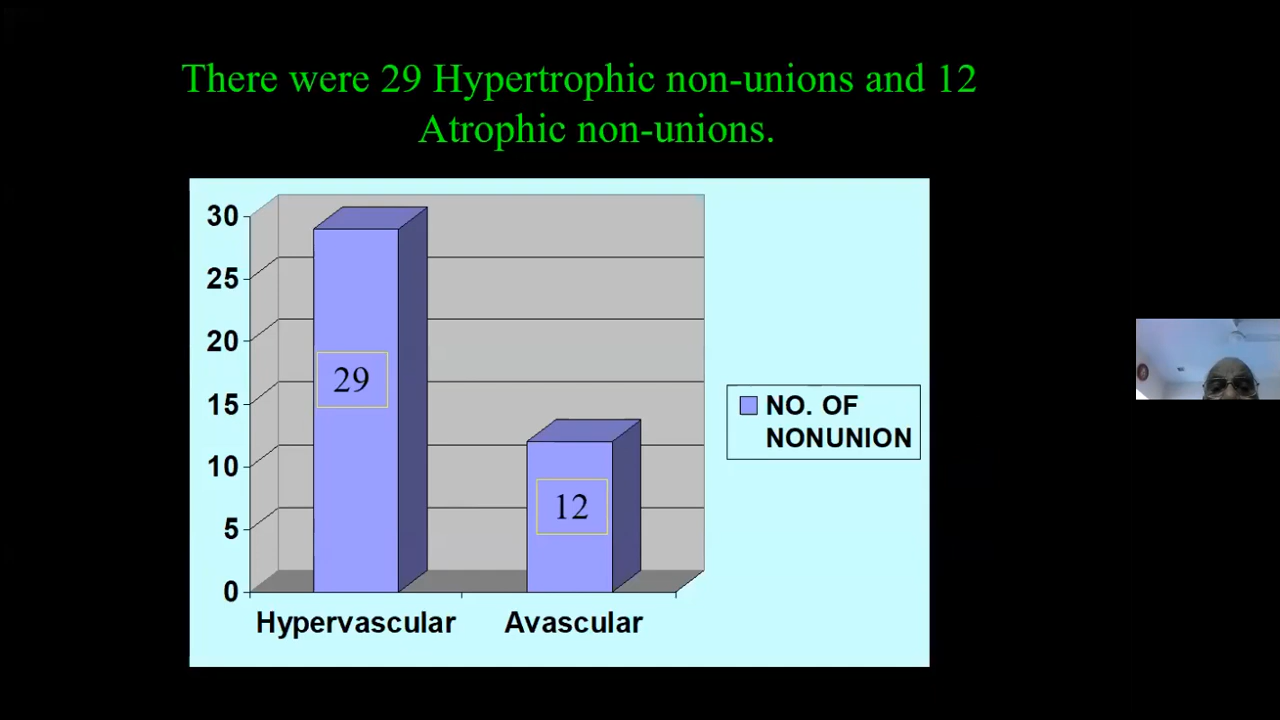 There were 29 Hypertrophic non-unions and 12
Atrophic non-unions.
30
25
20
15
10
5
0
29
12
Hypervascular
Avascular
NO. OF
NONUNION